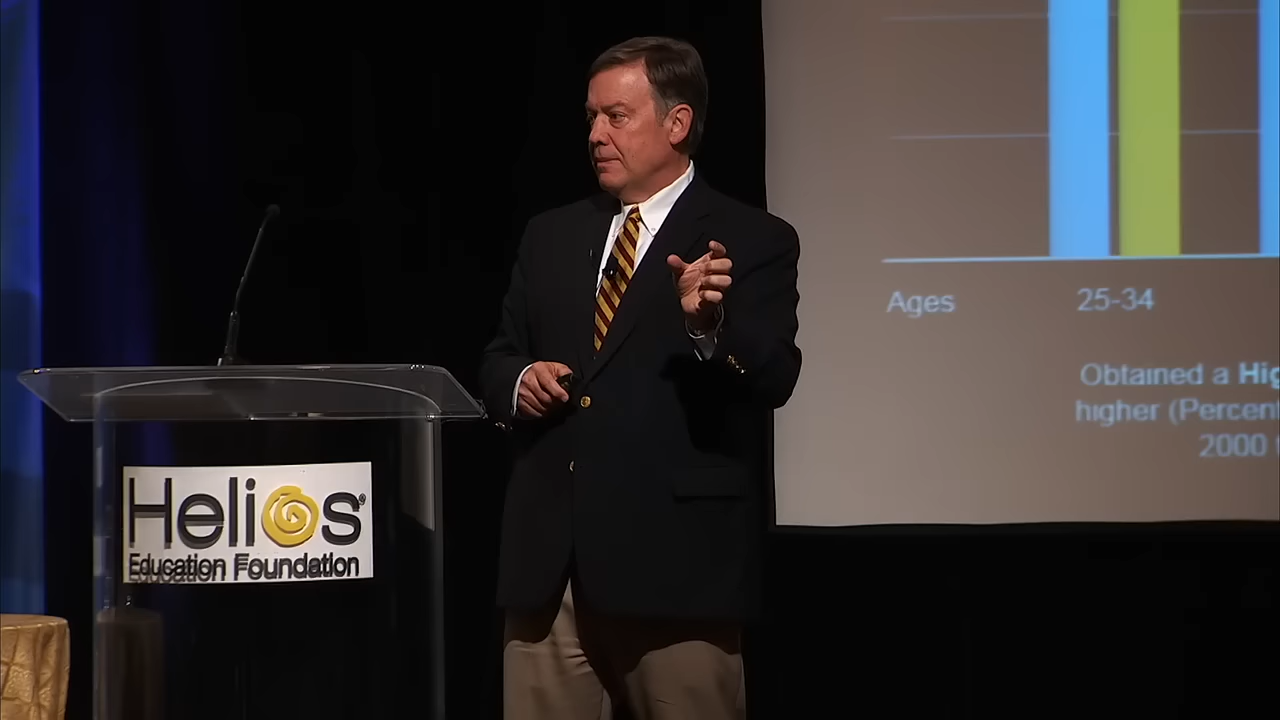 Helios
Education Foundation
Ages 25-34
Obtained a
higher
2000